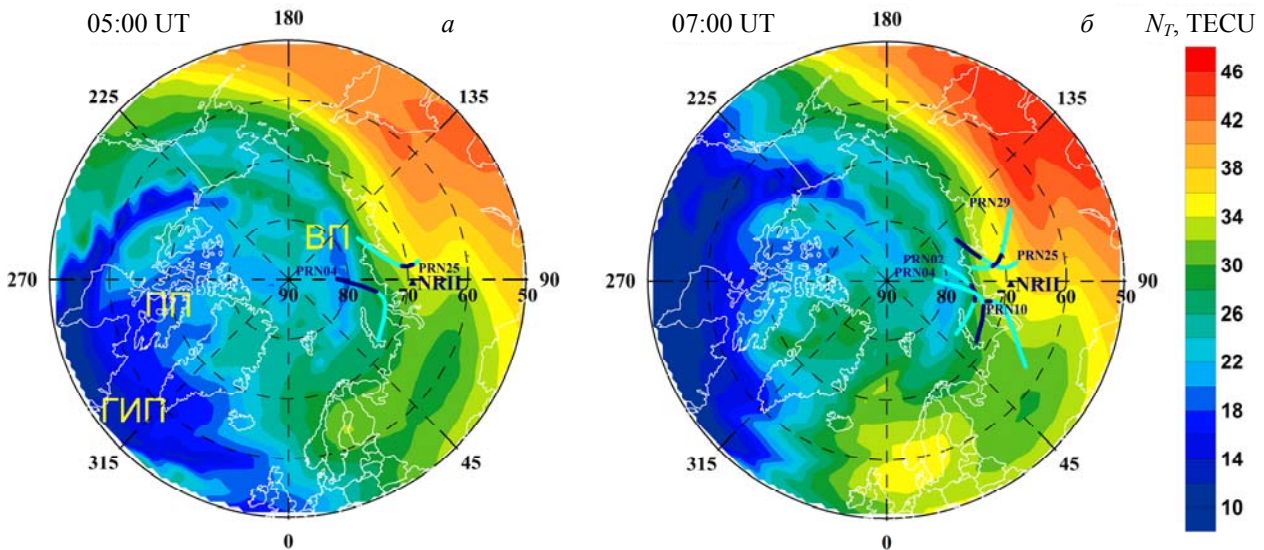 05:00 UT
180
а
07:00 UT
180
б
N_T, TECU
225
135
225
135
46
42
38
34
30
26
22
18
14
10
ВП
PRN04
PRN25
NRIL
270
90
80
70
60
50
90
ПП
ГИП
315
45
0
PRN29
PRN02
PRN04
PRN25
NRIL
PRN10
270
90
80
70
60
50
90
315
45
0